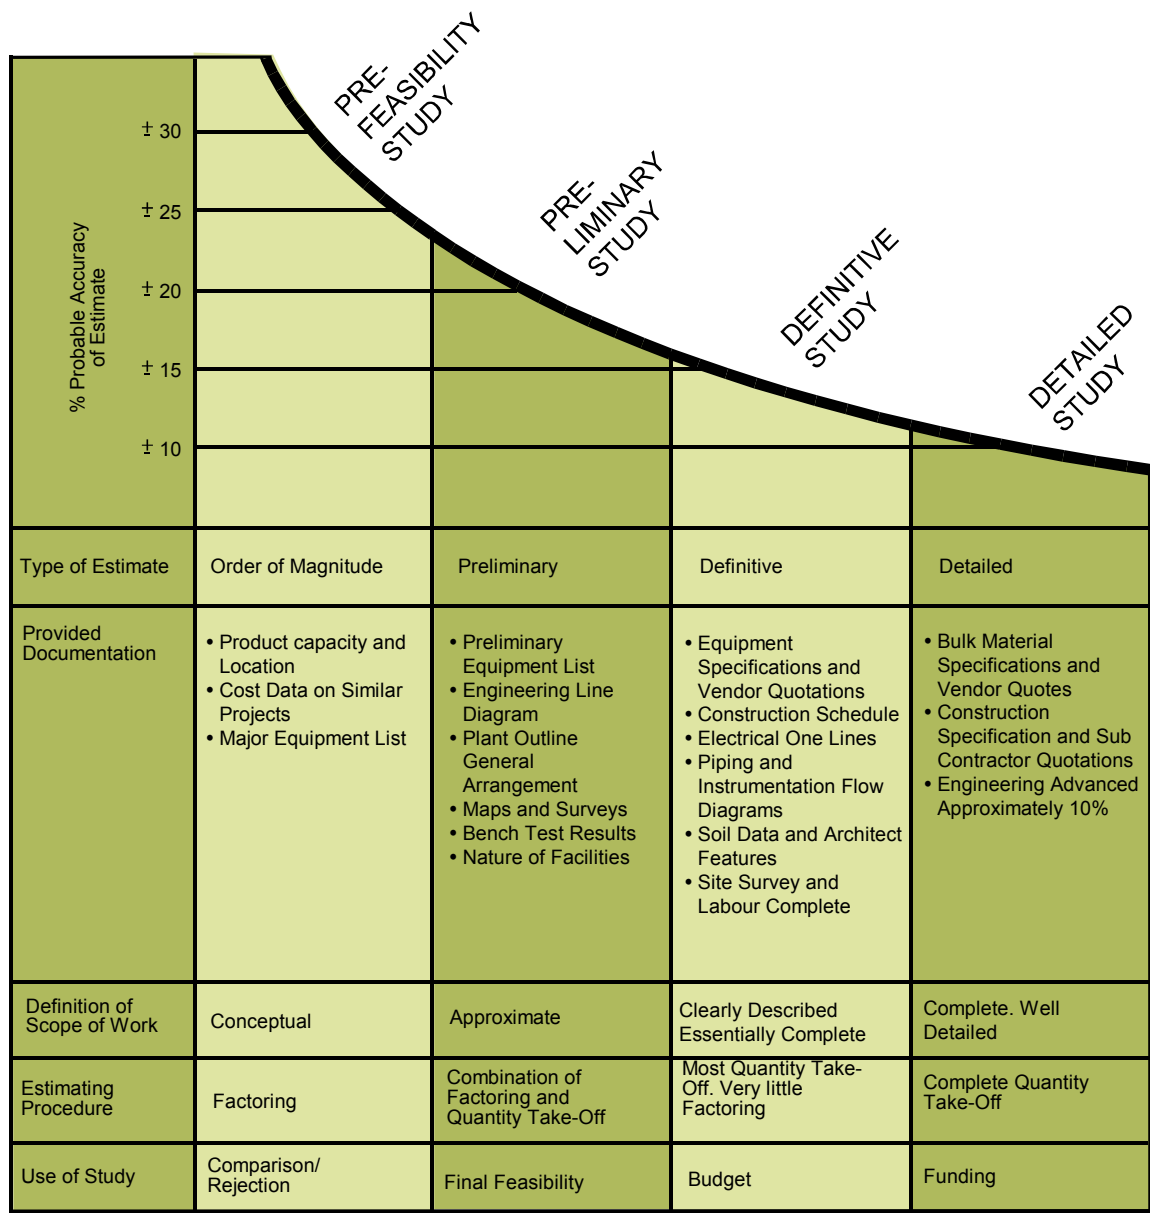 PRE-
FEASIBILITY
STUDY
PRE-
LIMINARY
STUDY
DEFINITIVE
STUDY
DETAILED
STUDY
% Probable Accuracy
of Estimate
± 30
± 25
± 20
± 15
± 10
Type of Estimate
Order of Magnitude
Preliminary
Definitive
Detailed
Provided
Documentation
• Product capacity and
Location
• Cost Data on Similar
Projects
• Major Equipment List
• Preliminary
Equipment List
• Engineering Line
Diagram
• Plant Outline
General
Arrangement
• Maps and Surveys
• Bench Test Results
• Nature of Facilities
• Equipment
Specifications and
Vendor Quotations
• Construction Schedule
• Electrical One Lines
• Piping and
Instrumentation Flow
Diagrams
• Soil Data and Architect
Features
• Site Survey and
Labour Complete
• Bulk Material
Specifications and
Vendor Quotes
• Construction
Specification and Sub
Contractor Quotations
• Engineering Advanced
Approximately 10%
Definition of
Scope of Work
Conceptual
Approximate
Clearly Described
Essentially Complete
Complete. Well
Detailed
Estimating
Procedure
Factoring
Combination of
Factoring and
Quantity Take-Off
Most Quantity Take-
Off. Very little
Factoring
Complete Quantity
Take-Off
Use of Study
Comparison/
Rejection
Final Feasibility
Budget
Funding